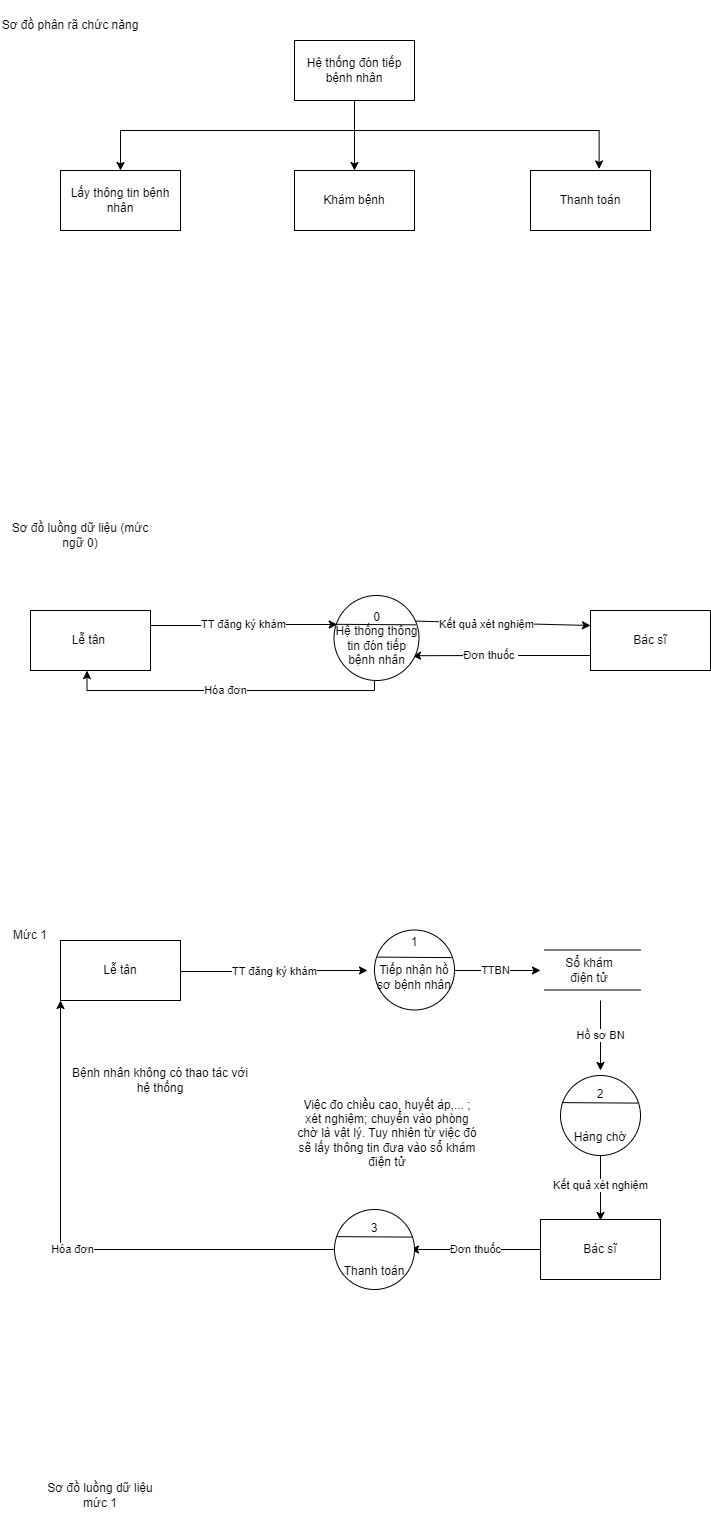 Sơ đồ phân rã chức năng
Hệ thống đón tiếp
bệnh nhân
Lấy thông tin bệnh
nhân
Khám bệnh
Thanh toán
Sơ đồ luồng dữ liệu (mức
ngữ 0)
Lễ tân
TT đăng ký khám
0
Hệ thống thông
tin đón tiếp
bệnh nhân
Kết quả xét nghiệm
Đơn thuốc
Bác sĩ
Hóa đơn
Mức 1
Lễ tân
TT đăng ký khám
1
Tiếp nhận hồ
sơ bệnh nhân
TTBN
Sổ khám
điện tử
Hồ sơ BN
Bệnh nhân không có thao tác với
hệ thống
Việc đo chiều cao, huyết áp,... ;
xét nghiệm; chuyển vào phòng
chờ là vật lý. Tuy nhiên từ việc đó
sẽ lấy thông tin đưa vào sổ khám
điện tử
2
Hàng chờ
Kết quả xét nghiệm
Bác sĩ
Đơn thuốc
3
Thanh toán
Hóa đơn
Sơ đồ luồng dữ liệu
mức 1